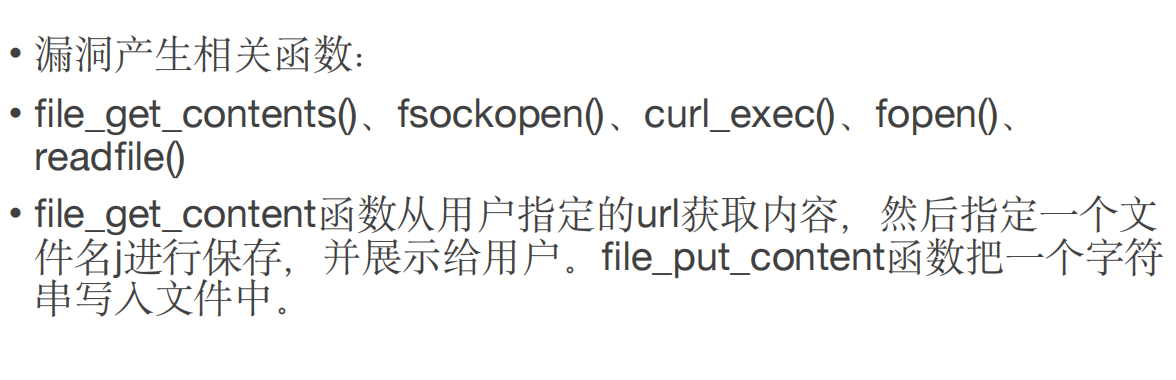 • 漏洞产生相关函数：
• file_get_contents()、fsockopen()、curl_exec()、fopen()、
readfile()
• file_get_content函数从用户指定的url获取内容，然后指定一个文
件名j进行保存，并展示给用户。file_put_content函数把一个字符
串写入文件中。